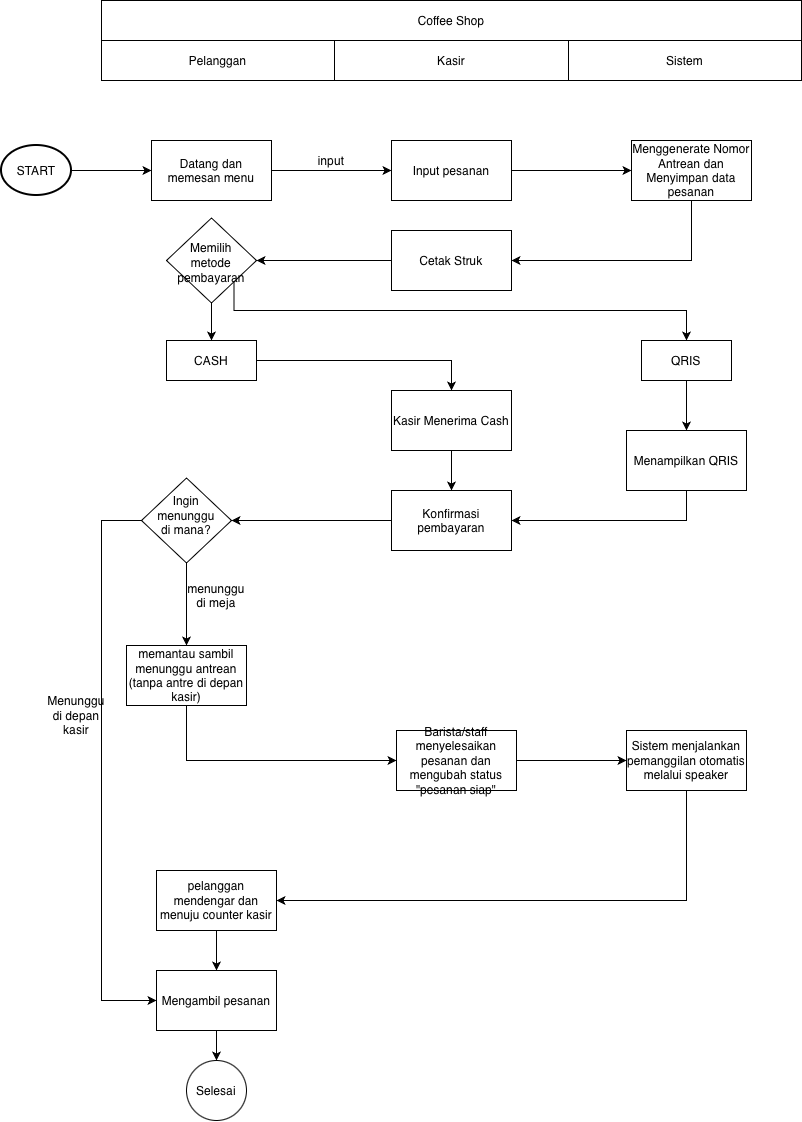 Coffee Shop
Pelanggan
Kasir
Sistem
START
Datang dan
memesan menu
input
Input pesanan
Menggenerate Nomor
Antrean dan
Menyimpan data
pesanan
Memilih
metode
pembayaran
Cetak Struk
CASH
QRIS
Kasir Menerima Cash
Menampilkan QRIS
Ingin
menunggu
di mana?
Konfirmasi
pembayaran
menunggu
di meja
memantau sambil
menunggu antrean
(tanpa antre di depan
kasir)
Menunggu
di depan
kasir
Barista/staff
menyelesaikan
pesanan dan
mengubah status
"pesanan siap"
Sistem menjalankan
pemanggilan otomatis
melalui speaker
pelanggan
mendengar dan
menuju counter kasir
Mengambil pesanan
Selesai